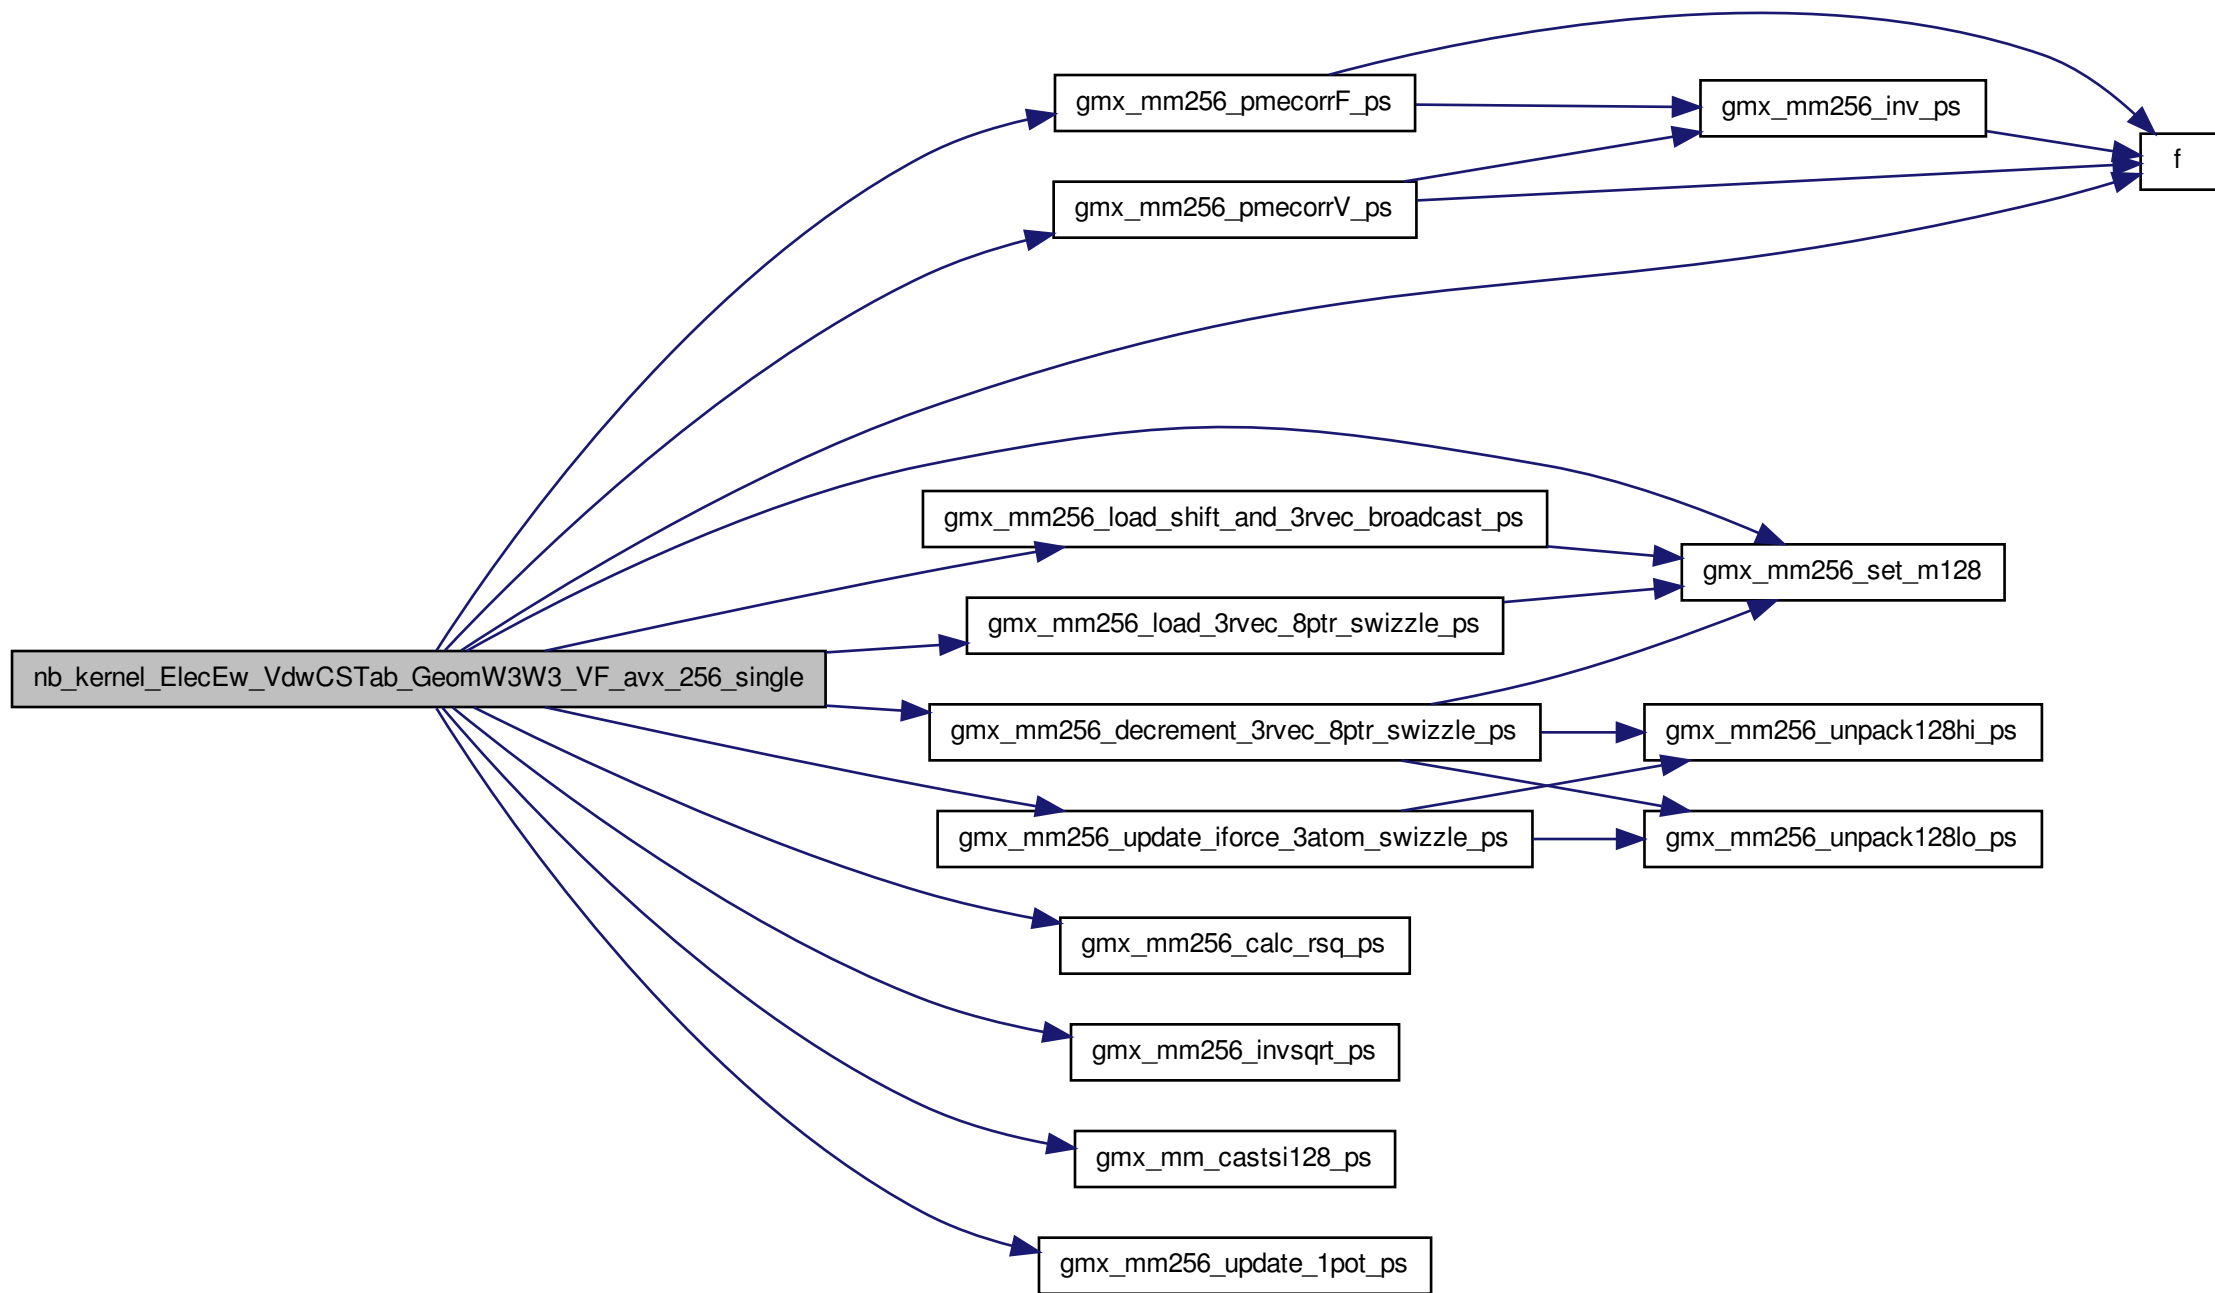 gmx_mm256_pmecorrF_ps
gmx_mm256_inv_ps
f
gmx_mm256_pmecorrV_ps
gmx_mm256_load_shift_and_3rvec_broadcast_ps
gmx_mm256_set_m128
gmx_mm256_load_3rvec_8ptr_swizzle_ps
nb_kernel_ElecEw_VdwCSTab_GeomW3W3_VF_avx_256_single
gmx_mm256_decrement_3rvec_8ptr_swizzle_ps
gmx_mm256_unpack128hi_ps
gmx_mm256_update_iforce_3atom_swizzle_ps
gmx_mm256_unpack128lo_ps
gmx_mm256_calc_rsq_ps
gmx_mm256_invsqrt_ps
gmx_mm_castsi128_ps
gmx_mm256_update_1pot_ps